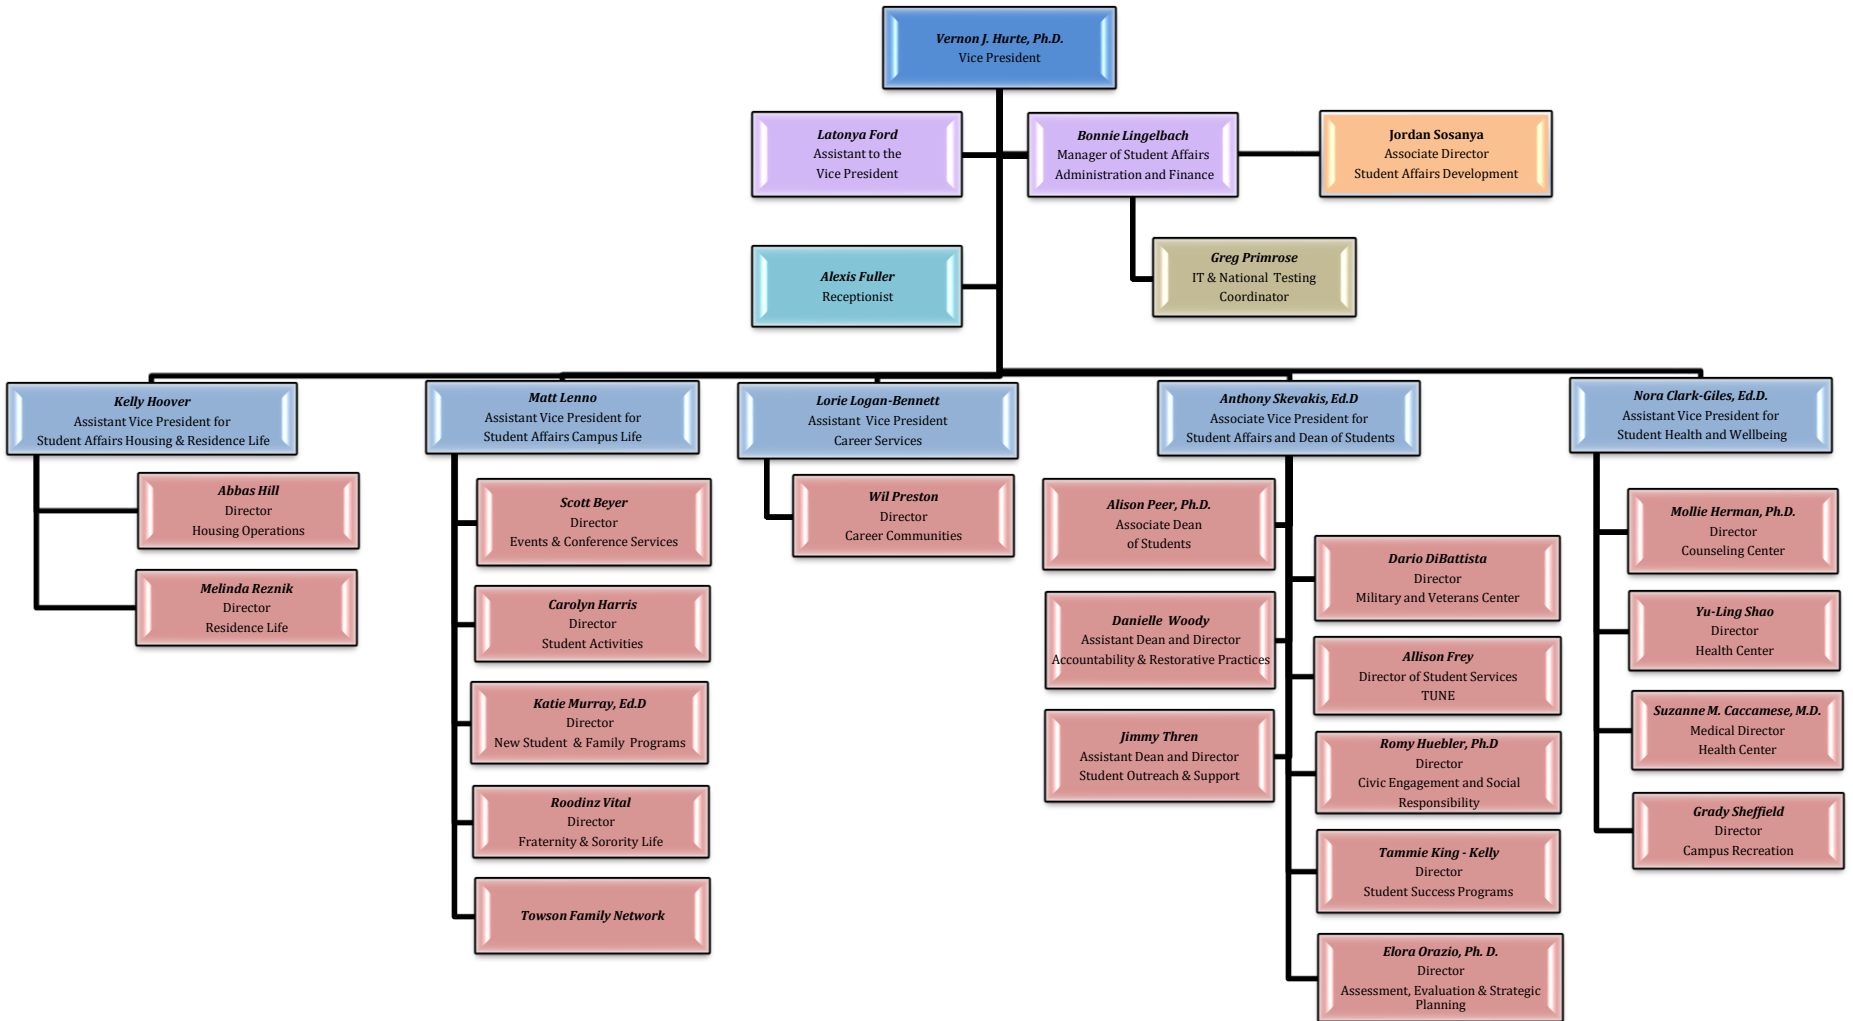 Vernon J. Hurte, Ph.D.
Vice President
Latonya Ford
Assistant to the
Vice President
Bonnie Lingelbach
Manager of Student Affairs
Administration and Finance
Jordan Sosanya
Associate Director
Student Affairs Development
Alexis Fuller
Receptionist
Greg Primrose
IT & National Testing
Coordinator
Kelly Hoover
Assistant Vice President for
Student Affairs Housing & Residence Life
Abbas Hill
Director
Housing Operations
Melinda Reznik
Director
Residence Life
Matt Lenno
Assistant Vice President for
Student Affairs Campus Life
Scott Beyer
Director
Events & Conference Services
Carolyn Harris
Director
Student Activities
Katie Murray, Ed.D
Director
New Student & Family Programs
Roodinz Vital
Director
Fraternity & Sorority Life
Towson Family Network
Lorie Logan-Bennett
Assistant Vice President
Career Services
Wil Preston
Director
Career Communities
Anthony Skevakis, Ed.D
Associate Vice President for
Student Affairs and Dean of Students
Alison Peer, Ph.D.
Associate Dean
of Students
Danielle Woody
Assistant Dean and Director
Accountability & Restorative Practices
Jimmy Thren
Assistant Dean and Director
Student Outreach & Support
Dario DiBattista
Director
Military and Veterans Center
Allison Frey
Director of Student Services
TUNE
Romy Huebler, Ph.D
Director
Civic Engagement and Social
Responsibility
Tammie King - Kelly
Director
Student Success Programs
Elora Orazio, Ph. D.
Director
Assessment, Evaluation & Strategic
Planning
Nora Clark-Giles, Ed.D.
Assistant Vice President for
Student Health and Wellbeing
Mollie Herman, Ph.D.
Director
Counseling Center
Yu-Ling Shao
Director
Health Center
Suzanne M. Caccamese, M.D.
Medical Director
Health Center
Grady Sheffield
Director
Campus Recreation